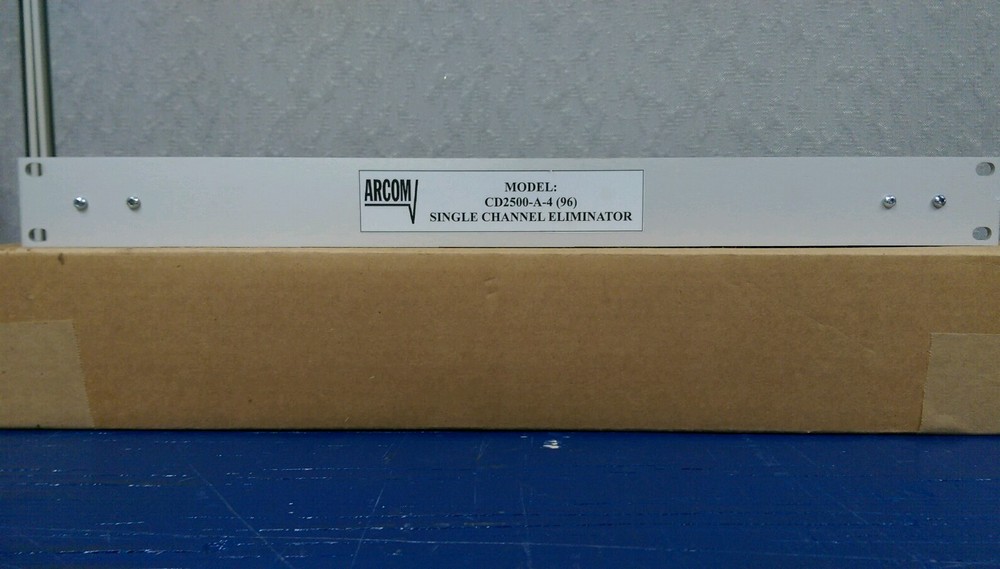 ARCOM
MODEL:
CD2500-A-4 (96)
SINGLE CHANNEL ELIMINATOR